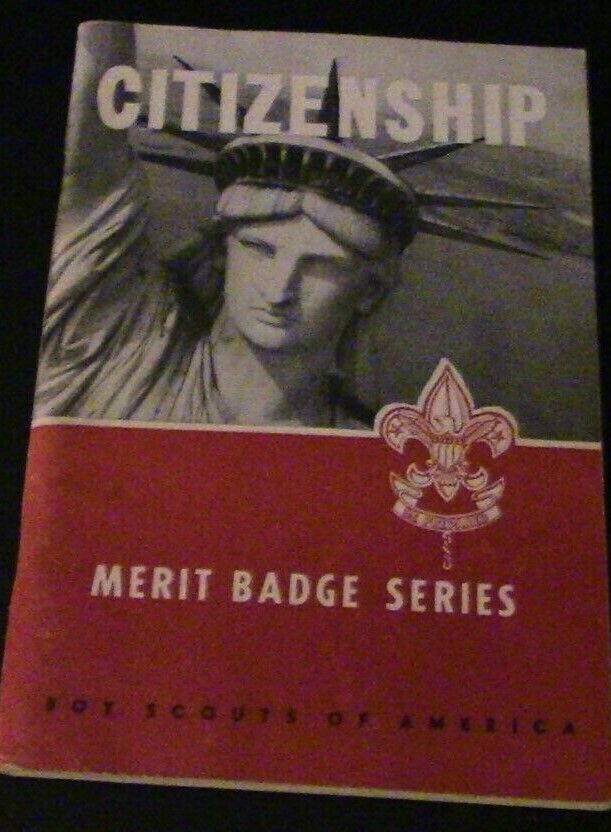 CITIZENSHIP
MERIT BADGE SERIES
BOY SCOUTS OF AMERICA